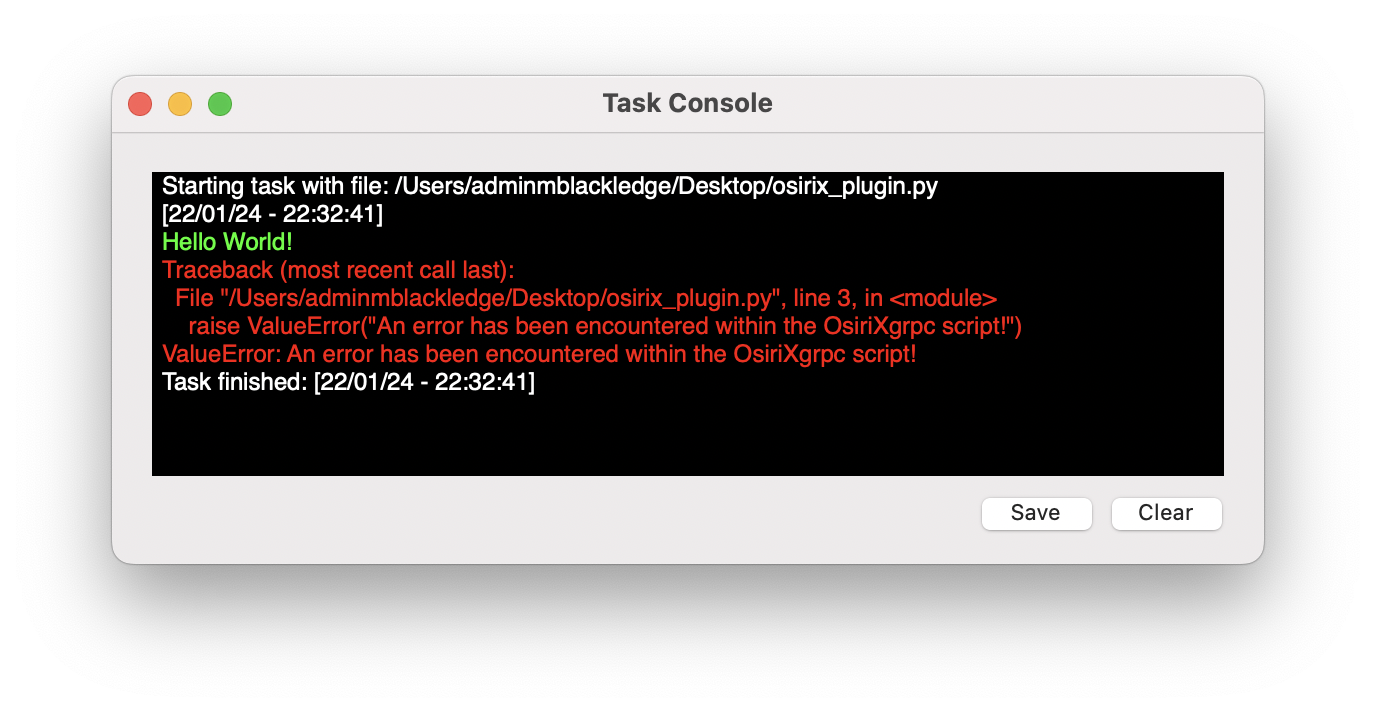 Task Console
Starting task with file: /Users/adminmblackledge/Desktop/osirix_plugin.py
[22/01/24 - 22:32:41]
Hello World!
Traceback (most recent call last):
  File "/Users/adminmblackledge/Desktop/osirix_plugin.py", line 3, in <module>
    raise ValueError("An error has been encountered within the OsiriXgrpc script!")
ValueError: An error has been encountered within the OsiriXgrpc script!
Task finished: [22/01/24 - 22:32:41]
Save Clear